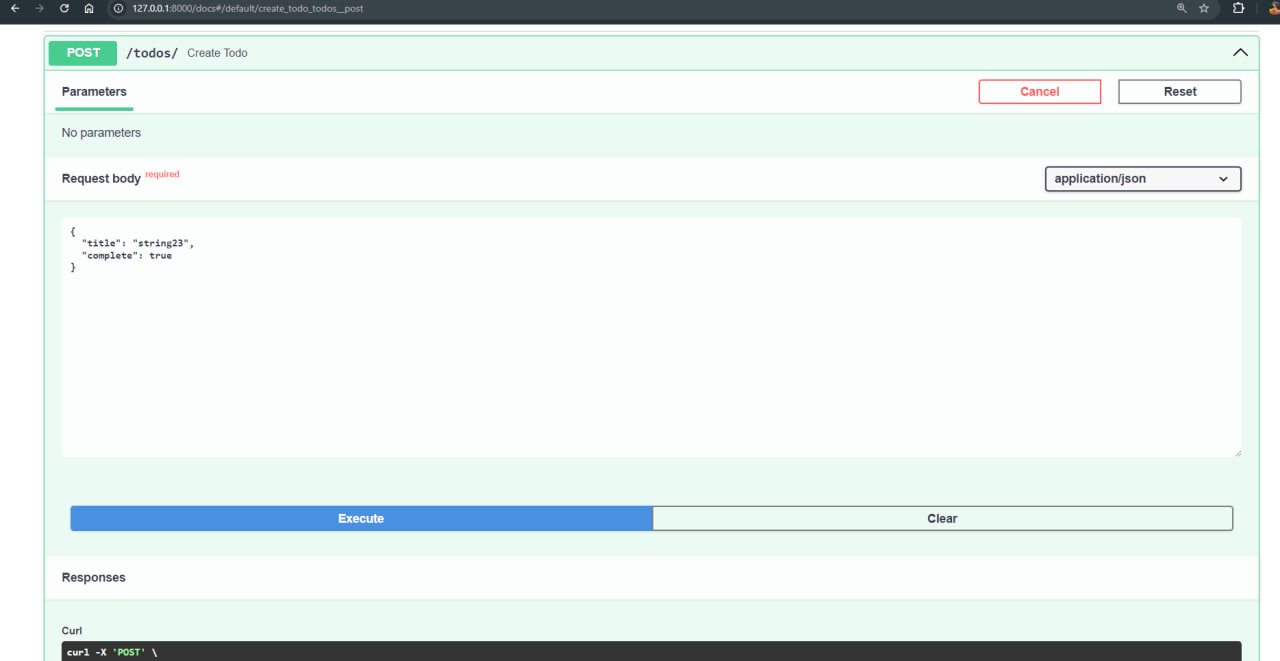 127.0.0.1:8000/docs#/default/create_todo_todos__post
POST /todos/ Create Todo
Parameters Cancel Reset
No parameters
Request body required application/json
{
  "title": "string23",
  "complete": true
}
Execute Clear
Responses
Curl
curl -X 'POST' \